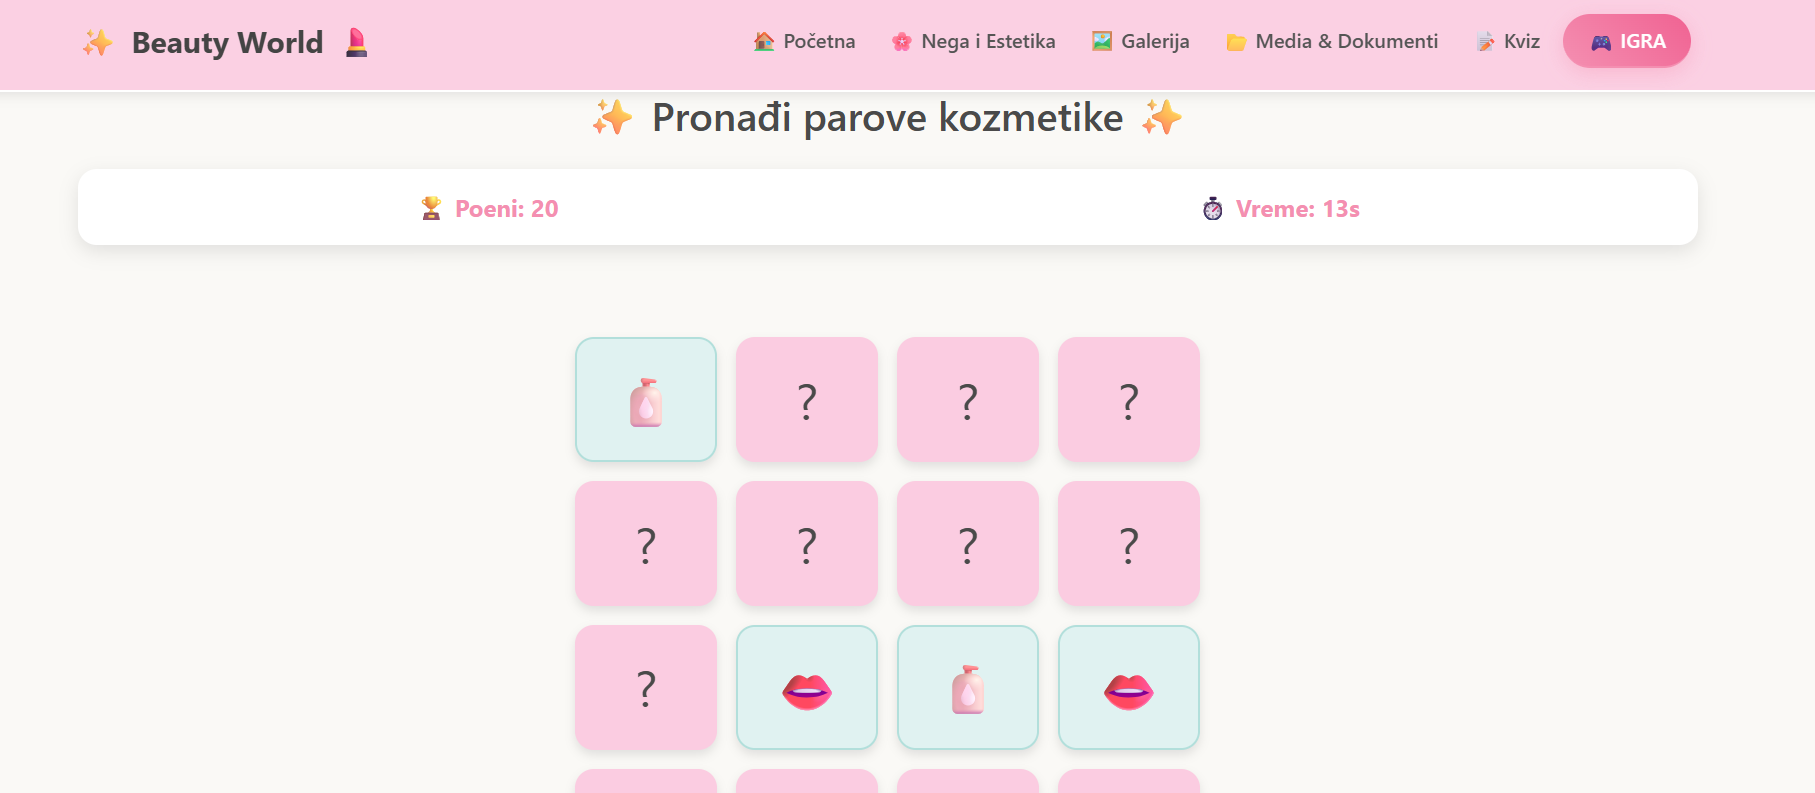 ✨ Beauty World 💄
🏠 Početna 🌸 Nega i Estetika 🖼️ Galerija 📁 Media & Dokumenti 📝 Kviz 🎮 IGRA
✨ Pronađi parove kozmetike ✨
🏆 Poeni: 20 ⏱️ Vreme: 13s
? ? ?
? ? ? ?
?